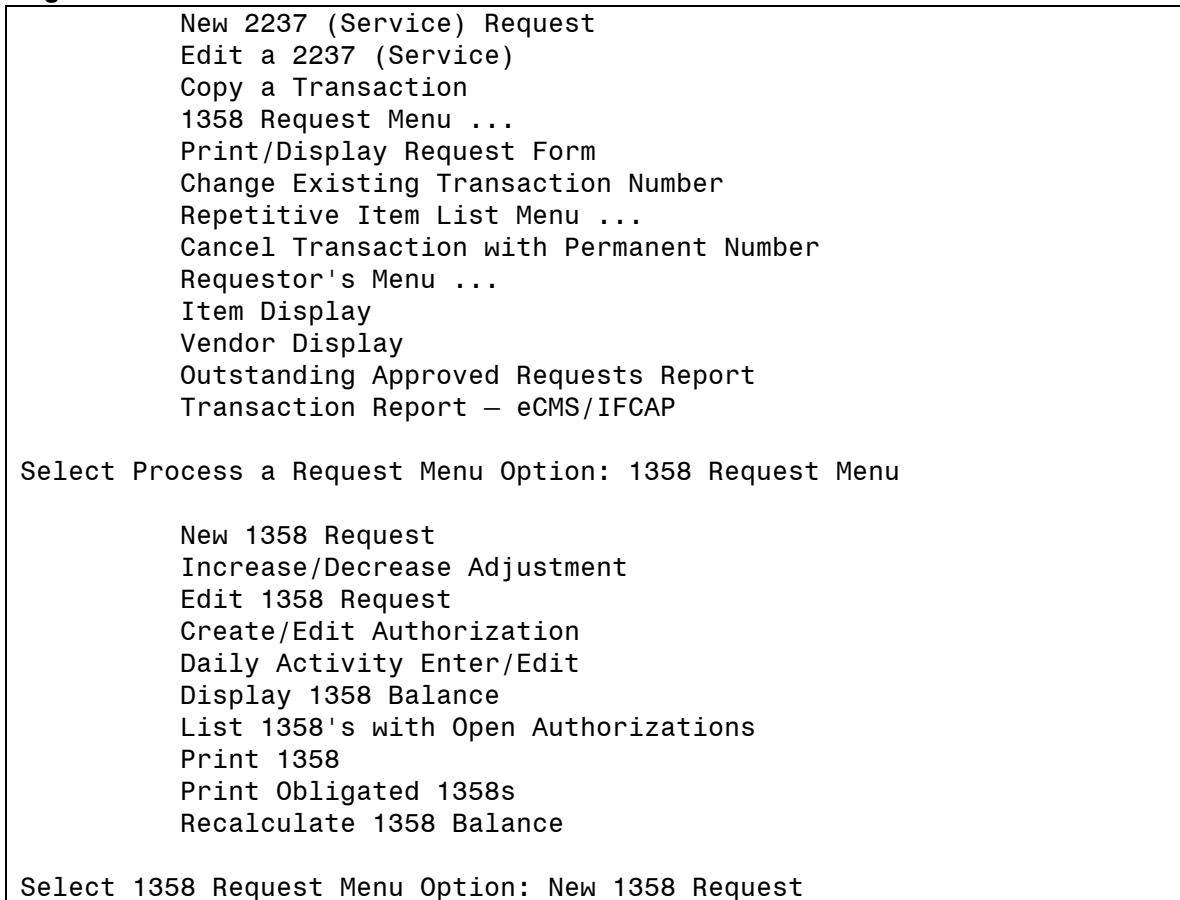 New 2237 (Service) Request
Edit a 2237 (Service)
Copy a Transaction
1358 Request Menu ...
Print/Display Request Form
Change Existing Transaction Number
Repetitive Item List Menu ...
Cancel Transaction with Permanent Number
Requestor's Menu ...
Item Display
Vendor Display
Outstanding Approved Requests Report
Transaction Report – eCMS/IFCAP
Select Process a Request Menu Option: 1358 Request Menu
New 1358 Request
Increase/Decrease Adjustment
Edit 1358 Request
Create/Edit Authorization
Daily Activity Enter/Edit
Display 1358 Balance
List 1358's with Open Authorizations
Print 1358
Print Obligated 1358s
Recalculate 1358 Balance
Select 1358 Request Menu Option: New 1358 Request